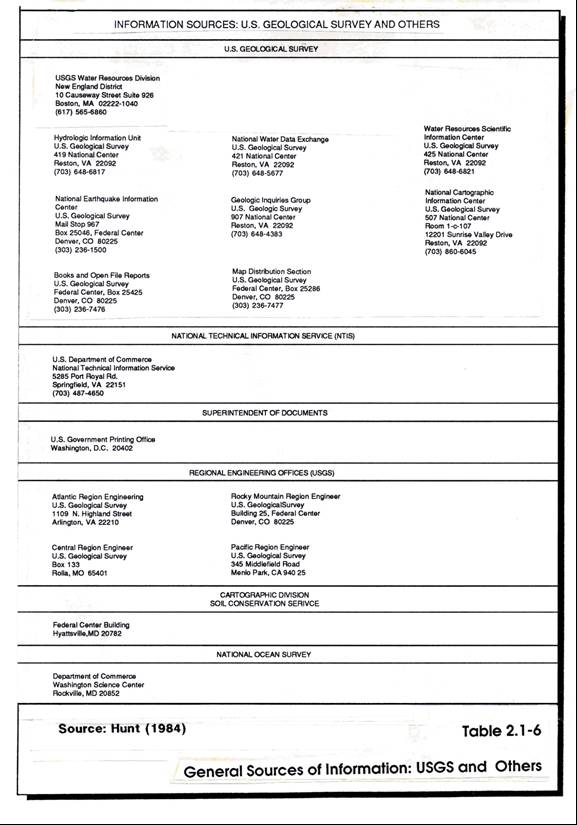 INFORMATION SOURCES: U.S. GEOLOGICAL SURVEY AND OTHERS
U.S. GEOLOGICAL SURVEY
USGS Water Resources Division
New England District
10 Causeway Street Suite 926
Boston, MA 02222-1040
(617) 565-6860
Hydrologic Information Unit
U.S. Geological Survey
419 National Center
Reston, VA 22092
(703) 648-6817
National Water Data Exchange
U.S. Geological Survey
421 National Center
Reston, VA 22092
(703) 648-5677
Water Resources Scientific
Information Center
U.S. Geological Survey
425 National Center
Reston, VA 22092
(703) 648-6821
National Earthquake Information
Center
U.S. Geological Survey
Mail Stop 967
Box 25046, Federal Center
Denver, CO 80225
(303) 236-1500
Geologic Inquiries Group
U.S. Geologic Survey
907 National Center
Reston, VA 22092
(703) 648-4383
National Cartographic
Information Center
U.S. Geological Survey
507 National Center
Room 1-c-107
12201 Sunrise Valley Drive
Reston, VA 22092
(703) 860-6045
Books and Open File Reports
U.S. Geological Survey
Federal Center, Box 25425
Denver, CO 80225
(303) 236-7476
Map Distribution Section
U.S. Geological Survey
Federal Center, Box 25286
Denver, CO 80225
(303) 236-7477
NATIONAL TECHNICAL INFORMATION SERVICE (NTIS)
U.S. Department of Commerce
National Technical Information Service
5285 Port Royal Rd.
Springfield, VA 22151
(703) 487-4650
SUPERINTENDENT OF DOCUMENTS
U.S. Government Printing Office
Washington, D.C. 20402
REGIONAL ENGINEERING OFFICES (USGS)
Atlantic Region Engineering
U.S. Geological Survey
1109 N. Highland Street
Arlington, VA 22210
Rocky Mountain Region Engineer
U.S. GeologicalSurvey
Building 25, Federal Center
Denver, CO 80225
Central Region Engineer
U.S. Geological Survey
Box 133
Rolla, MO 65401
Pacific Region Engineer
U.S. Geological Survey
345 Middlefield Road
Menlo Park, CA 940 25
CARTOGRAPHIC DIVISION
SOIL CONSERVATION SERIVCE
Federal Center Building
Hyattsville,MD 20782
NATIONAL OCEAN SURVEY
Department of Commerce
Washington Science Center
Rockville, MD 20852
Source: Hunt (1984)
Table 2.1-6
General Sources of Information: USGS and Others